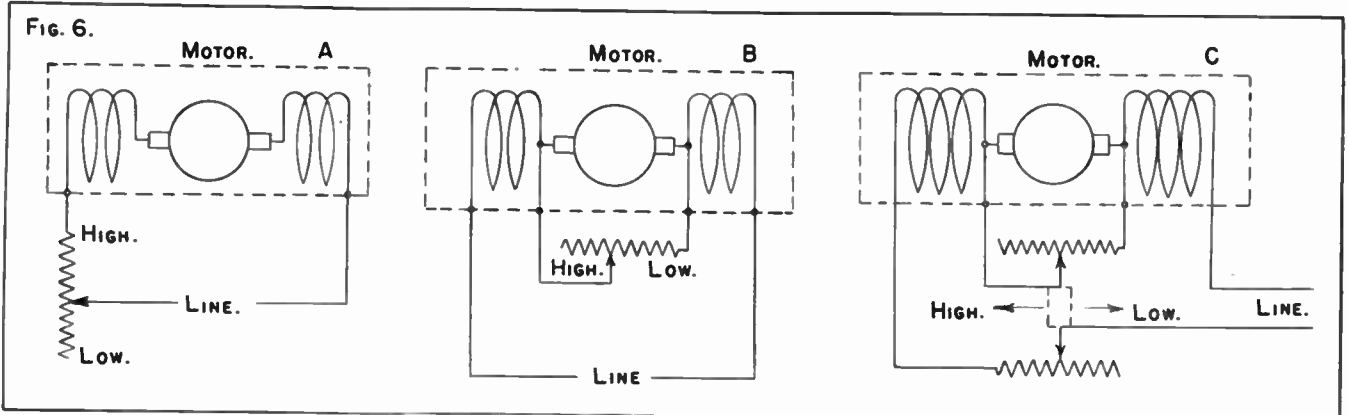 FIG. 6.
MOTOR. A
HIGH.
LINE.
LOW.
MOTOR. B
HIGH. LOW.
LINE
MOTOR. C
HIGH. LOW.
LINE.